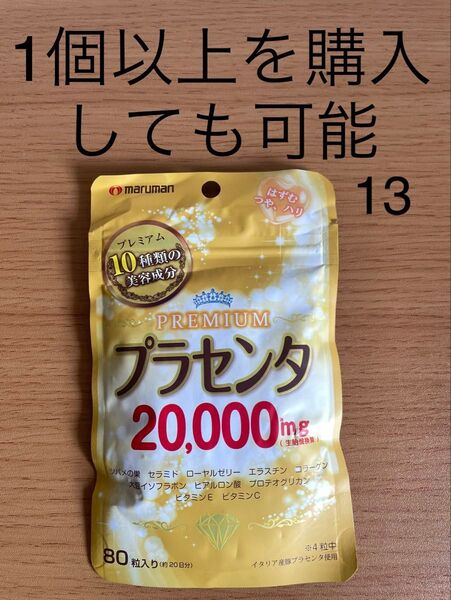 1個以上を購入
しても可能
13
maruman
はずむ
つや、ハリ
プレミアム
10種類の
美容成分
PREMIUM
プラセンタ
20,000mg
(生胎盤換算)
ツバメの巣 セラミド ローヤルゼリー エラスチン コラーゲン
大豆イソフラボン ヒアルロン酸 プロテオグリカン
ビタミンE ビタミンC
80粒入り(約20日分)
※4粒中
イタリア産豚プラセンタ使用